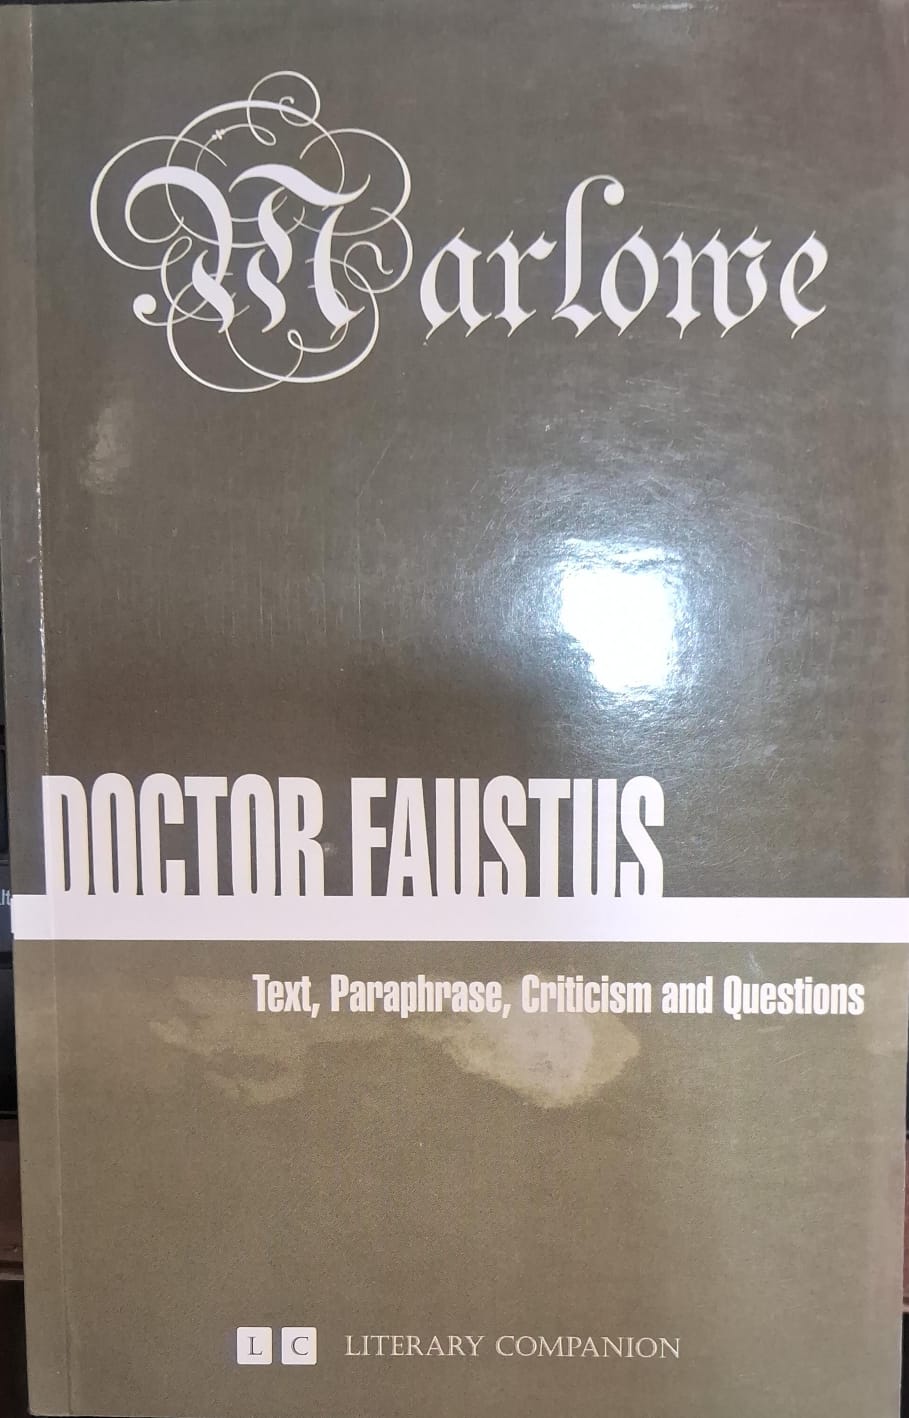 Marlowe
DOCTOR FAUSTUS
Text, Paraphrase, Criticism and Questions
L C LITERARY COMPANION